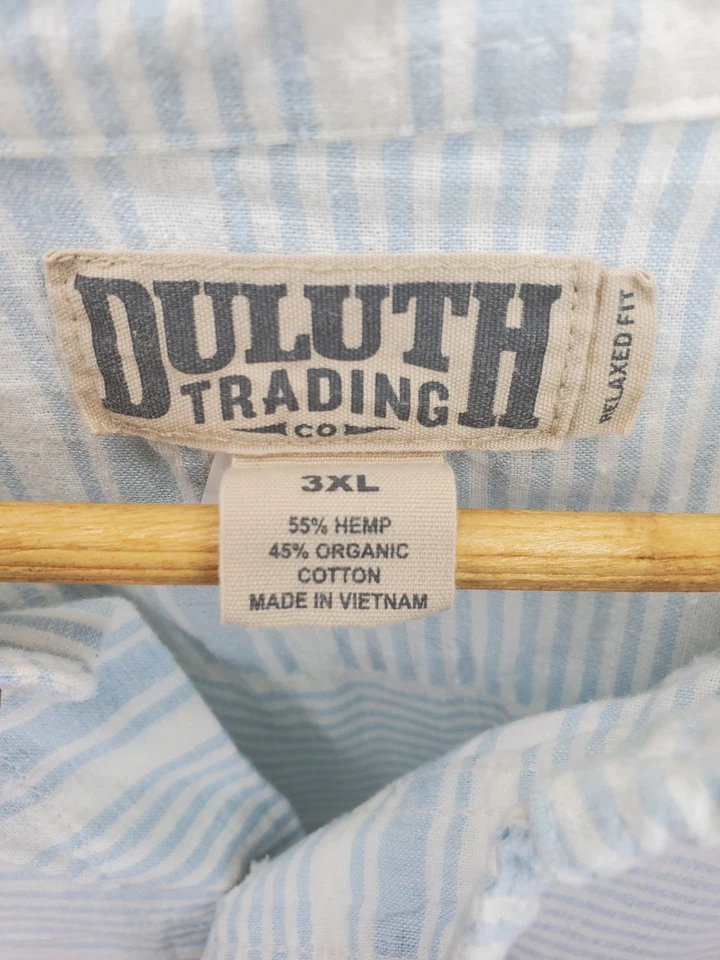 DULUTH
TRADING
CO
RELAXED FIT
3XL
55% HEMP
45% ORGANIC
COTTON
MADE IN VIETNAM